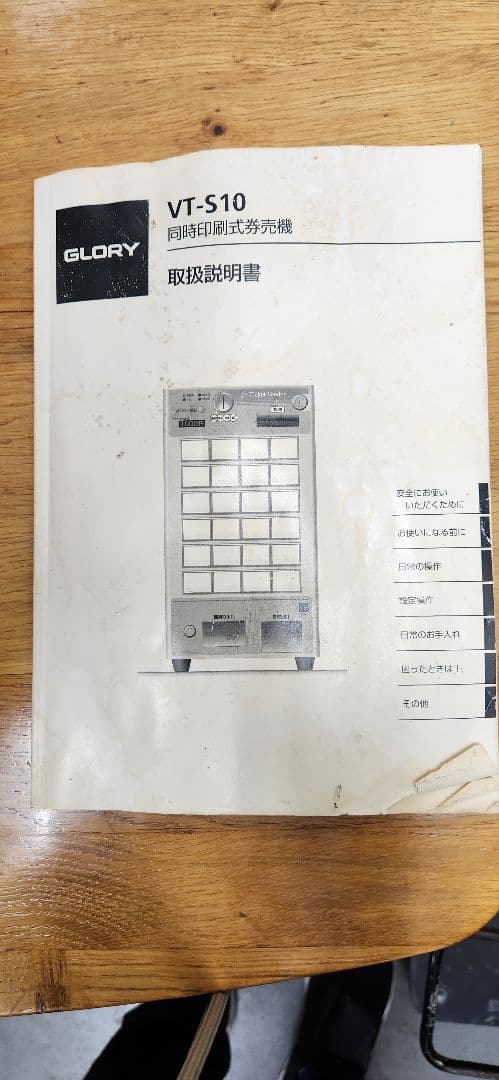 GLORY
VT-S10
同時印刷式券売機
取扱説明書
Ticket Vendor
安全にお使い
いただくために
お使いになる前に
日常の操作
設定操作
日常のお手入れ
困ったときは!
その他